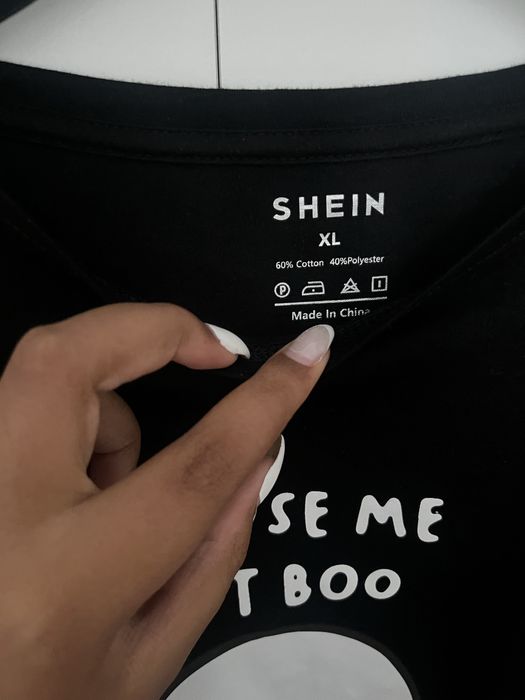 SHEIN
XL
60% Cotton 40%Polyester
P
Made In China
SE ME
T BOO